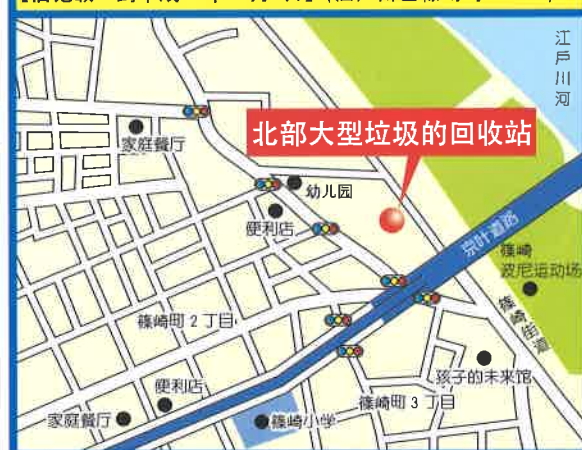 江戸川河
家庭餐厅
北部大型垃圾的回收站
幼儿园
便利店
京叶道路
篠崎
波尼运动场
篠崎街道
篠崎町 2 丁目
孩子的未来馆
便利店
篠崎町 3 丁目
家庭餐厅
篠崎小学